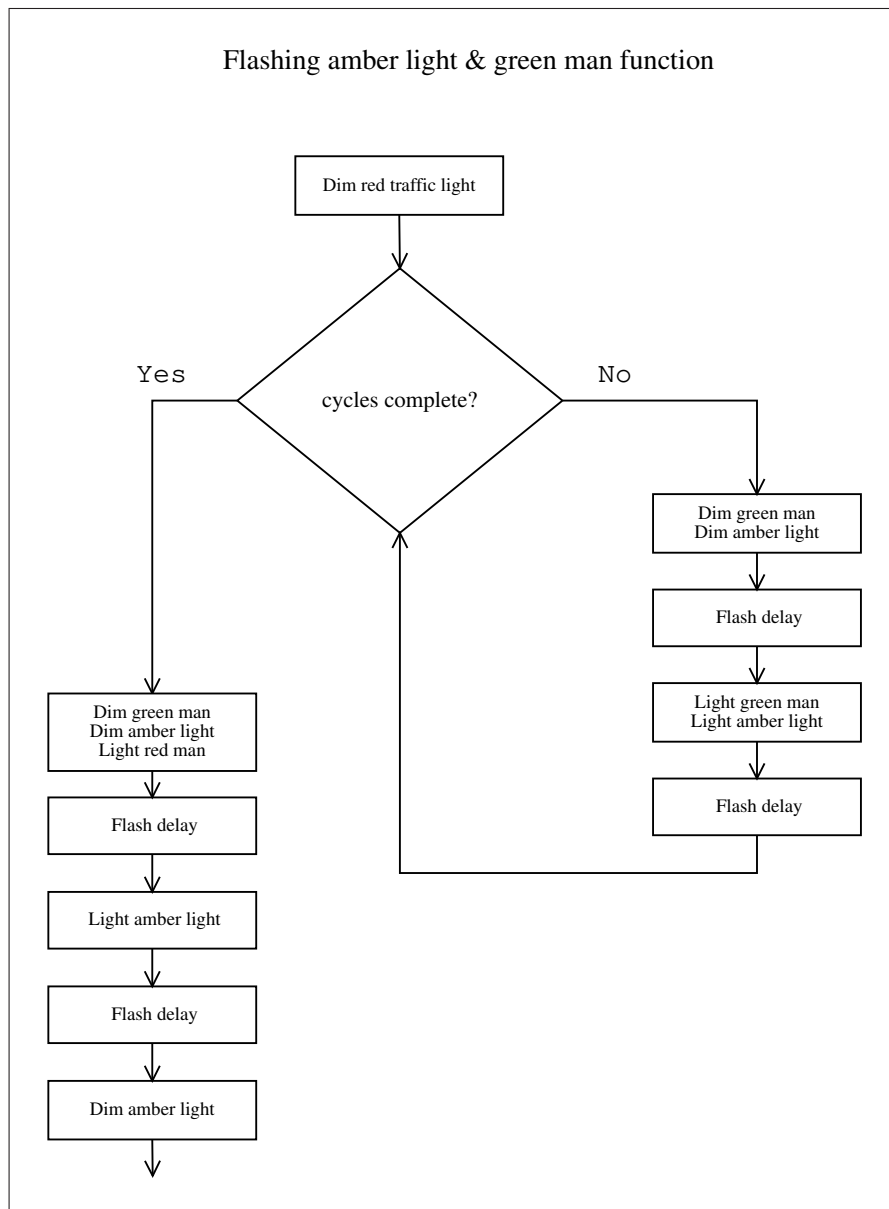 Flashing amber light & green man function
Dim red traffic light
cycles complete?
Yes
No
Dim green man
Dim amber light
Flash delay
Light green man
Light amber light
Flash delay
Dim green man
Dim amber light
Light red man
Flash delay
Light amber light
Flash delay
Dim amber light